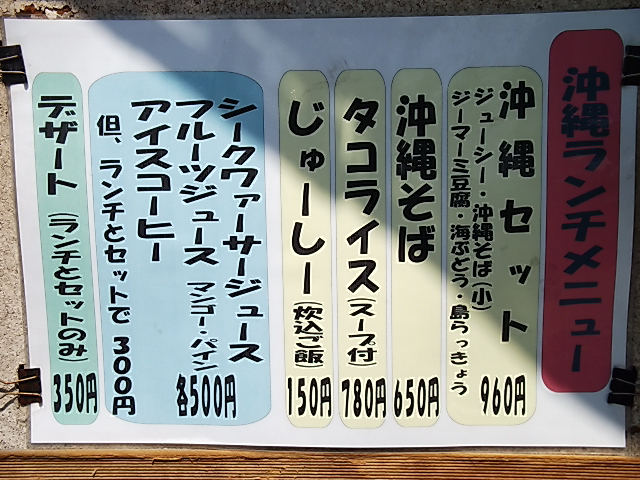 沖縄ランチメニュー
沖縄セット
ジューシー・沖縄そば(小)
ジーマーミ豆腐・海ぶどう・島らっきょう
960円
沖縄そば 650円
タコライス(スープ付) 780円
じゅーしー(炊込ご飯) 150円
シークヮーサージュース
フルーツジュース マンゴー・パイン
アイスコーヒー
各500円
但、ランチとセットで300円
デザート(ランチとセットのみ) 350円